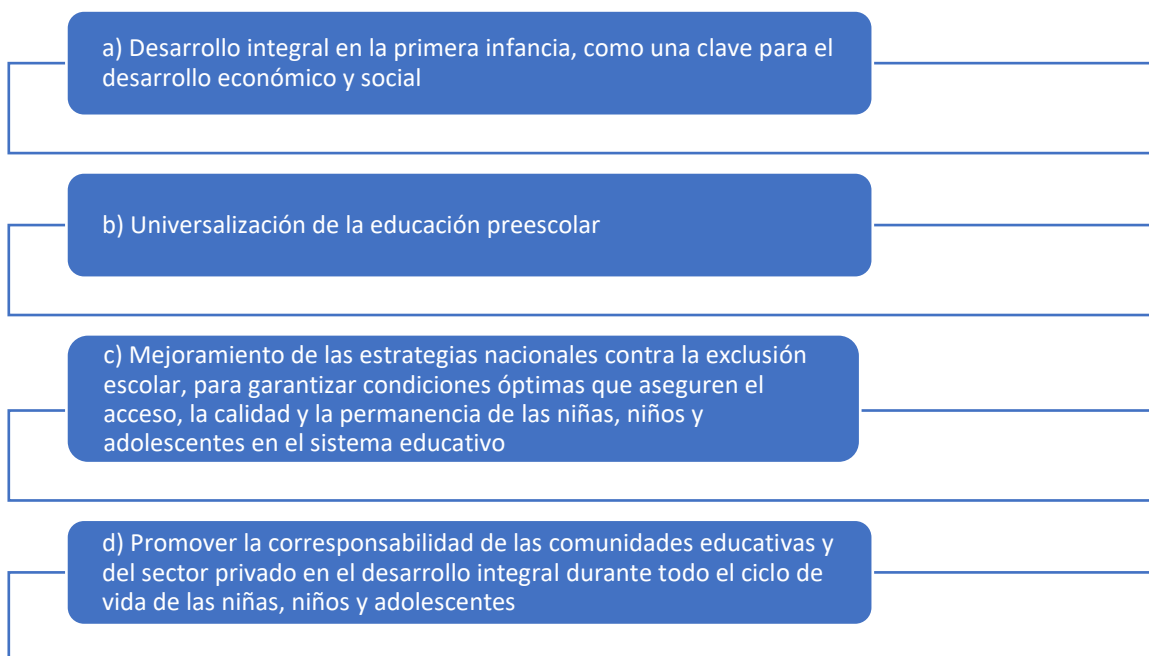 a) Desarrollo integral en la primera infancia, como una clave para el
desarrollo económico y social
b) Universalización de la educación preescolar
c) Mejoramiento de las estrategias nacionales contra la exclusión
escolar, para garantizar condiciones óptimas que aseguren el
acceso, la calidad y la permanencia de las niñas, niños y
adolescentes en el sistema educativo
d) Promover la corresponsabilidad de las comunidades educativas y
del sector privado en el desarrollo integral durante todo el ciclo de
vida de las niñas, niños y adolescentes